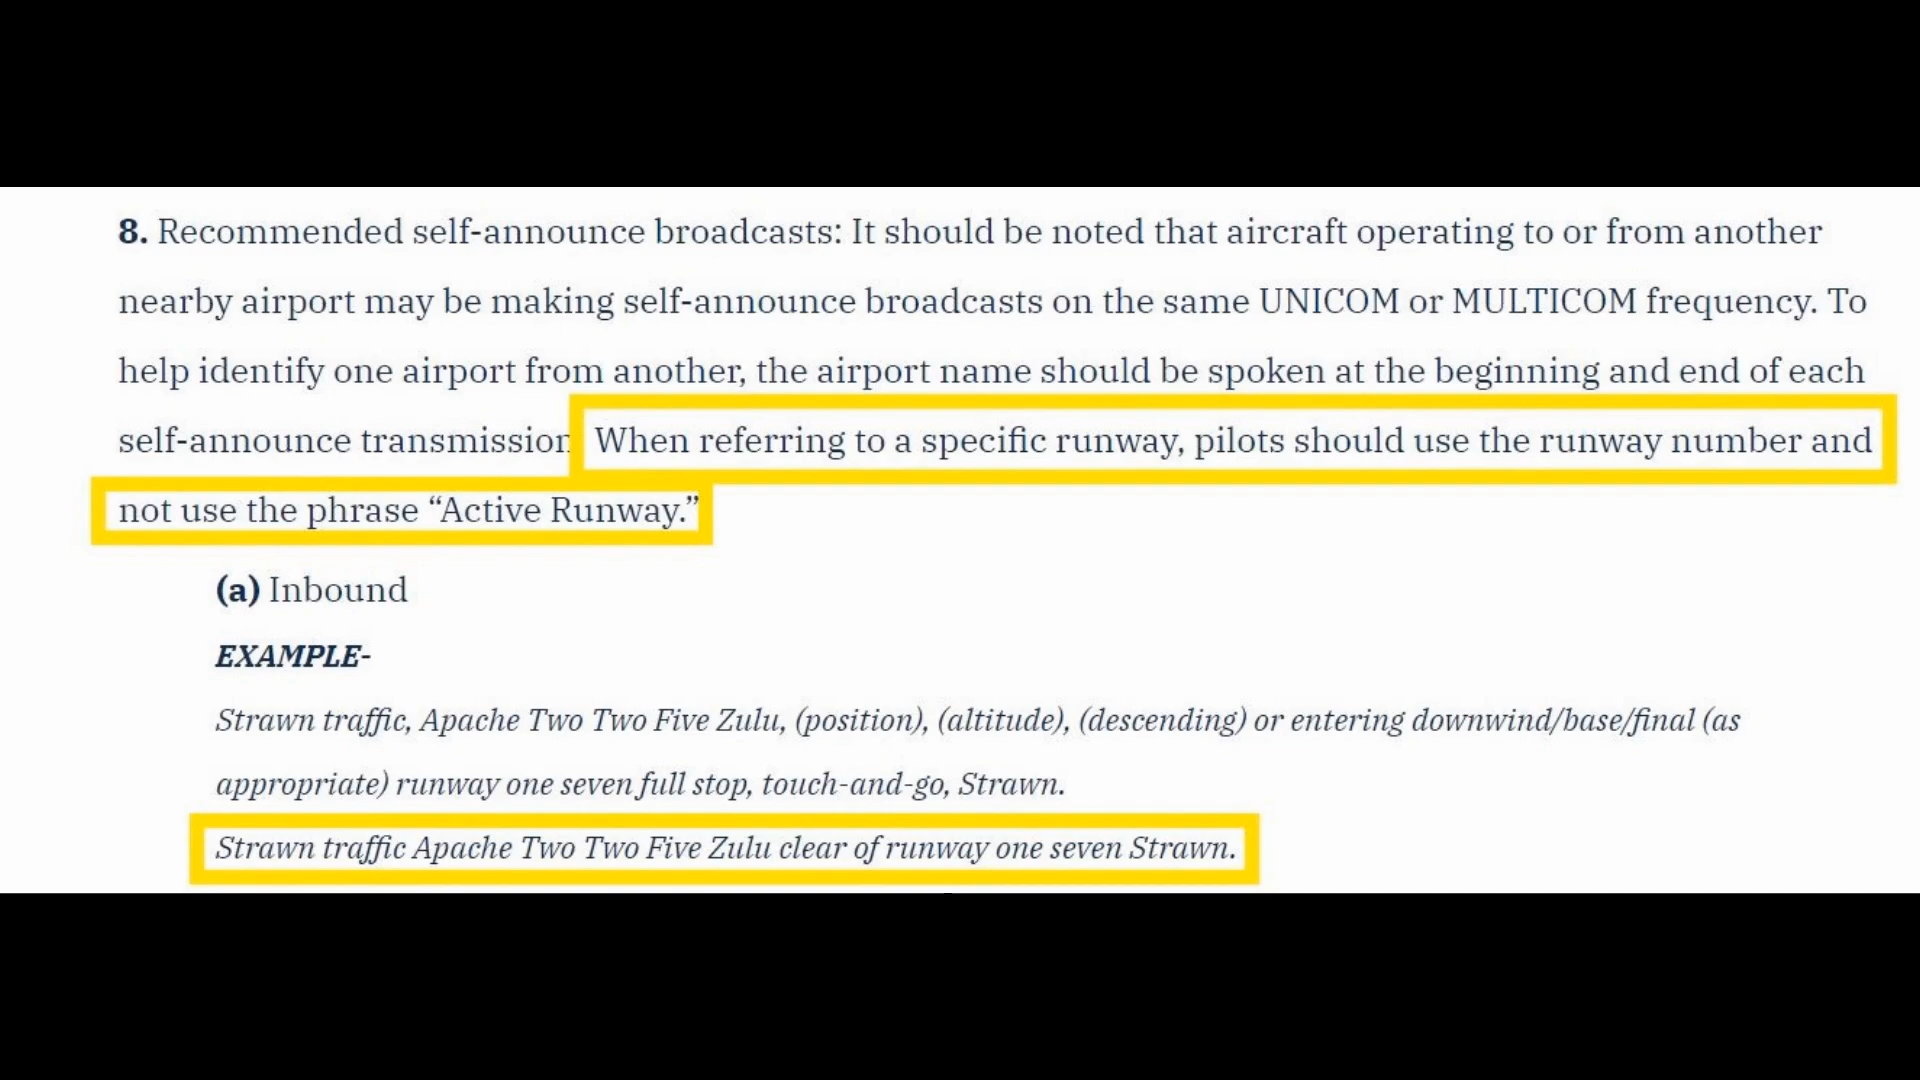 8. Recommended self-announce broadcasts: It should be noted that aircraft operating to or from another
nearby airport may be making self-announce broadcasts on the same UNICOM or MULTICOM frequency. To
help identify one airport from another, the airport name should be spoken at the beginning and end of each
self-announce transmission When referring to a specific runway, pilots should use the runway number and
not use the phrase “Active Runway.”
(a) Inbound
EXAMPLE-
Strawn traffic, Apache Two Two Five Zulu, (position), (altitude), (descending) or entering downwind/base/final (as
appropriate) runway one seven full stop, touch-and-go, Strawn.
Strawn traffic Apache Two Two Five Zulu clear of runway one seven Strawn.